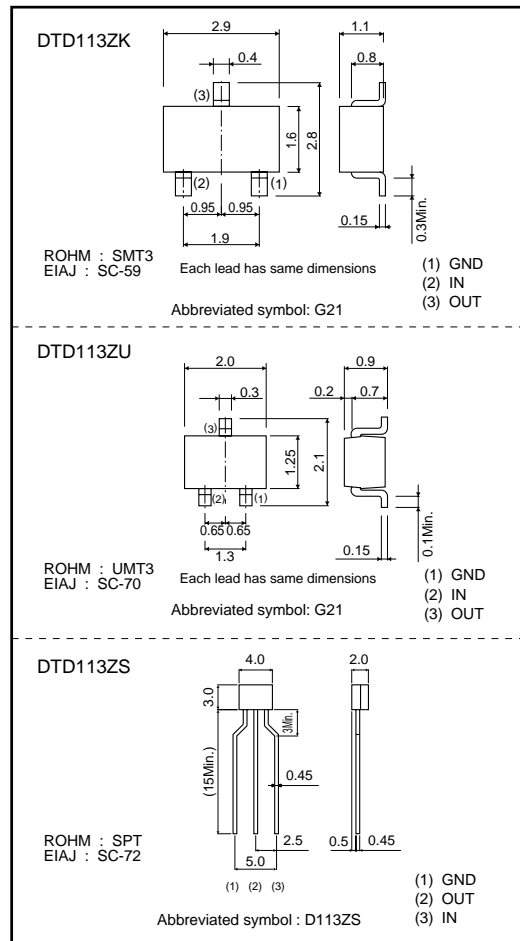 DTD113ZK
2.9
0.4
(3)
1.6
2.8
(2)
(1)
0.95 0.95
1.9
1.1
0.8
0.15
0.3Min.
ROHM : SMT3
EIAJ : SC-59
Each lead has same dimensions
Abbreviated symbol: G21
(1) GND
(2) IN
(3) OUT
DTD113ZU
2.0
0.3
(3)
1.25
2.1
(2)
(1)
0.65 0.65
1.3
0.9
0.2 0.7
0.15
0.1Min.
ROHM : UMT3
EIAJ : SC-70
Each lead has same dimensions
Abbreviated symbol: G21
(1) GND
(2) IN
(3) OUT
DTD113ZS
4.0
3.0
(15Min.)
3Min.
0.45
2.5
5.0
(1) (2) (3)
2.0
0.5 0.45
ROHM : SPT
EIAJ : SC-72
Abbreviated symbol : D113ZS
(1) GND
(2) OUT
(3) IN